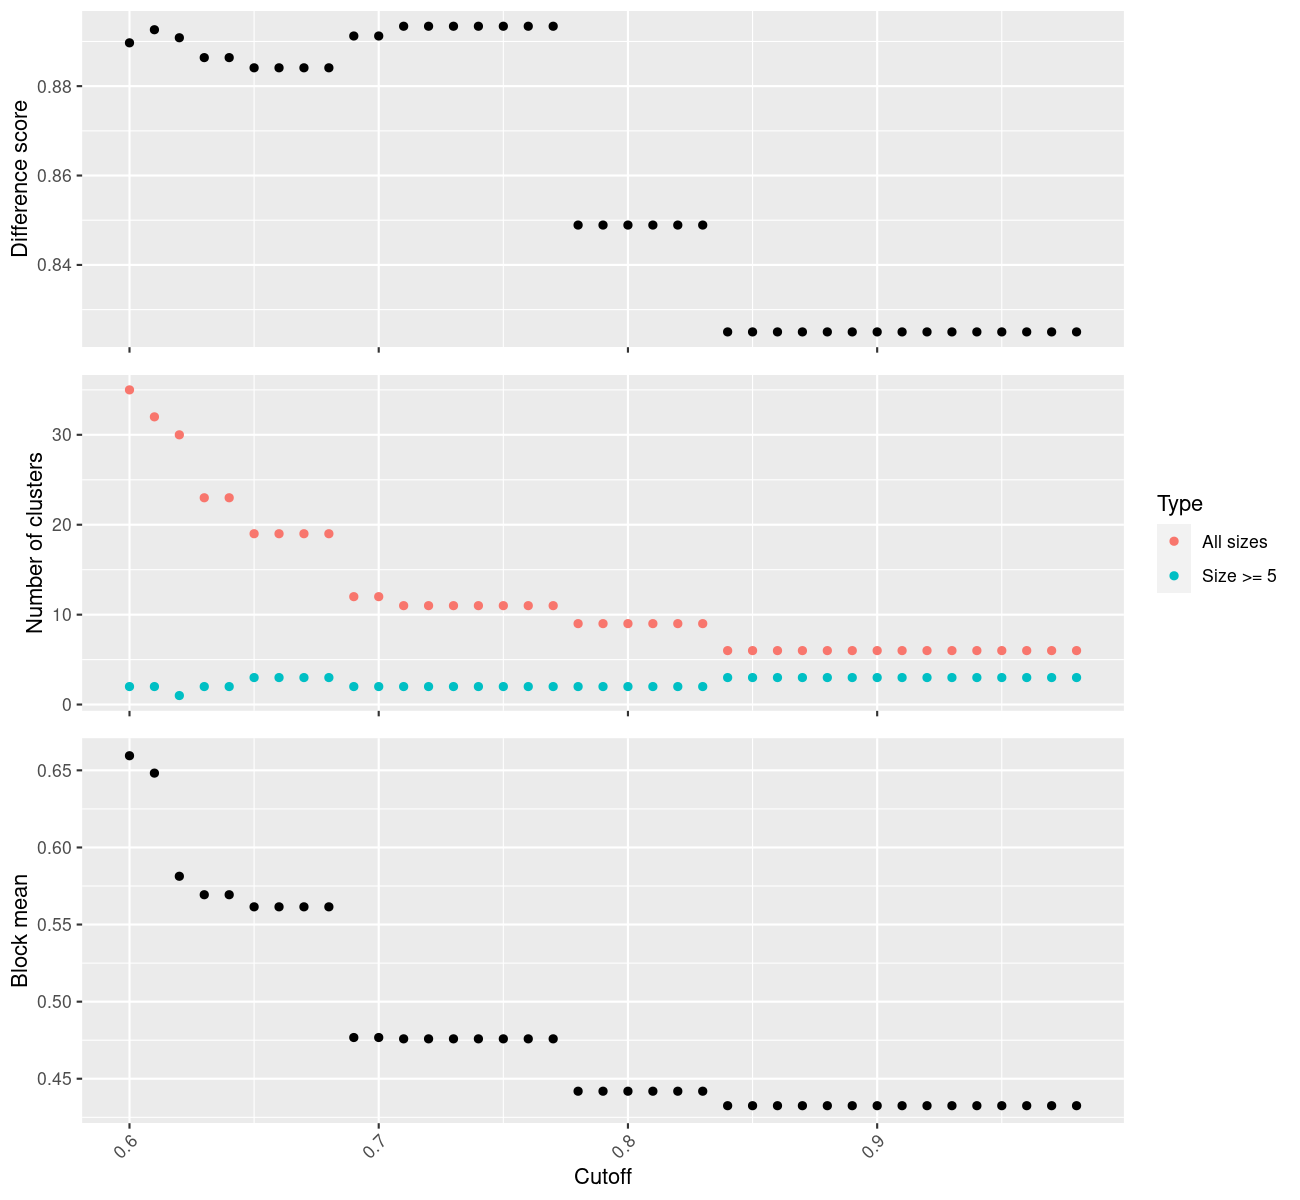 Difference score
0.88
0.86
0.84
Number of clusters
30
20
10
0
Type
All sizes
Size >= 5
Block mean
0.65
0.60
0.55
0.50
0.45
0.6
0.7
0.8
0.9
Cutoff